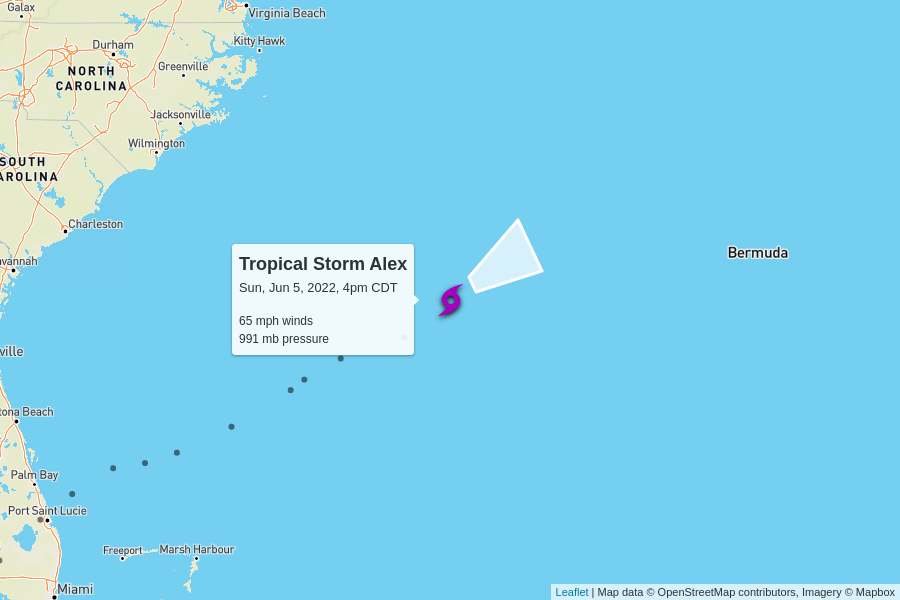 Galax
Virginia Beach
Durham
Kitty Hawk
NORTH
CAROLINA
Greenville
Jacksonville
Wilmington
SOUTH
AROLINA
Charleston
Bermuda
avannah
Tropical Storm Alex
Sun, Jun 5, 2022, 4pm CDT
65 mph winds
991 mb pressure
ville
tona Beach
Palm Bay
Port Saint Lucie
Freeport
Marsh Harbour
Miami
Leaflet | Map data © OpenStreetMap contributors, Imagery © Mapbox